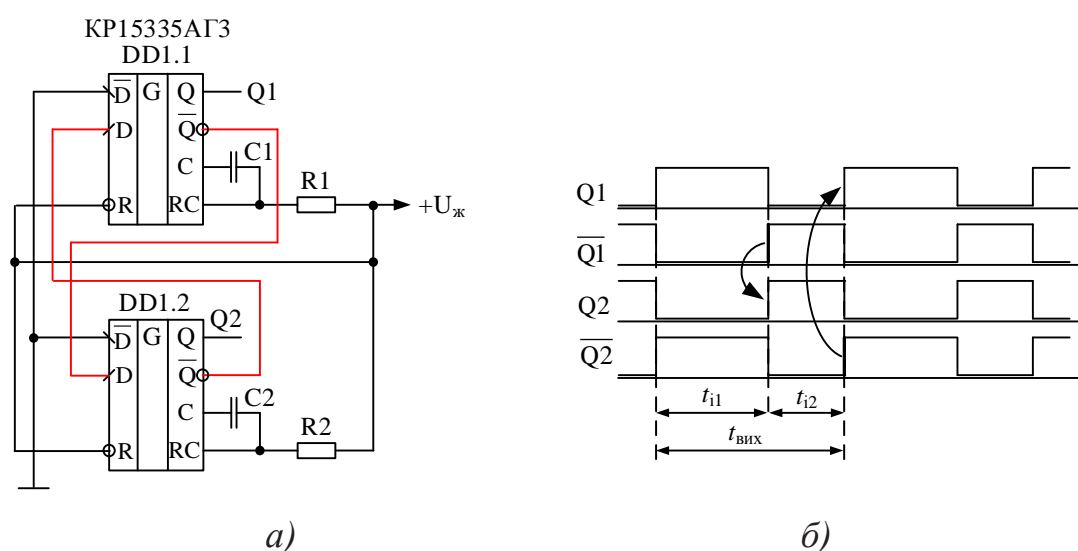 КР15335АГ3
DD1.1
D̅ G Q Q1
D Q̅
C C1
R RC R1 +Uж
DD1.2
D̅ G Q Q2
D Q̅
C C2
R RC R2
а)
Q1
Q̅1̅
Q2
Q̅2̅
ti1 ti2
tвих
б)